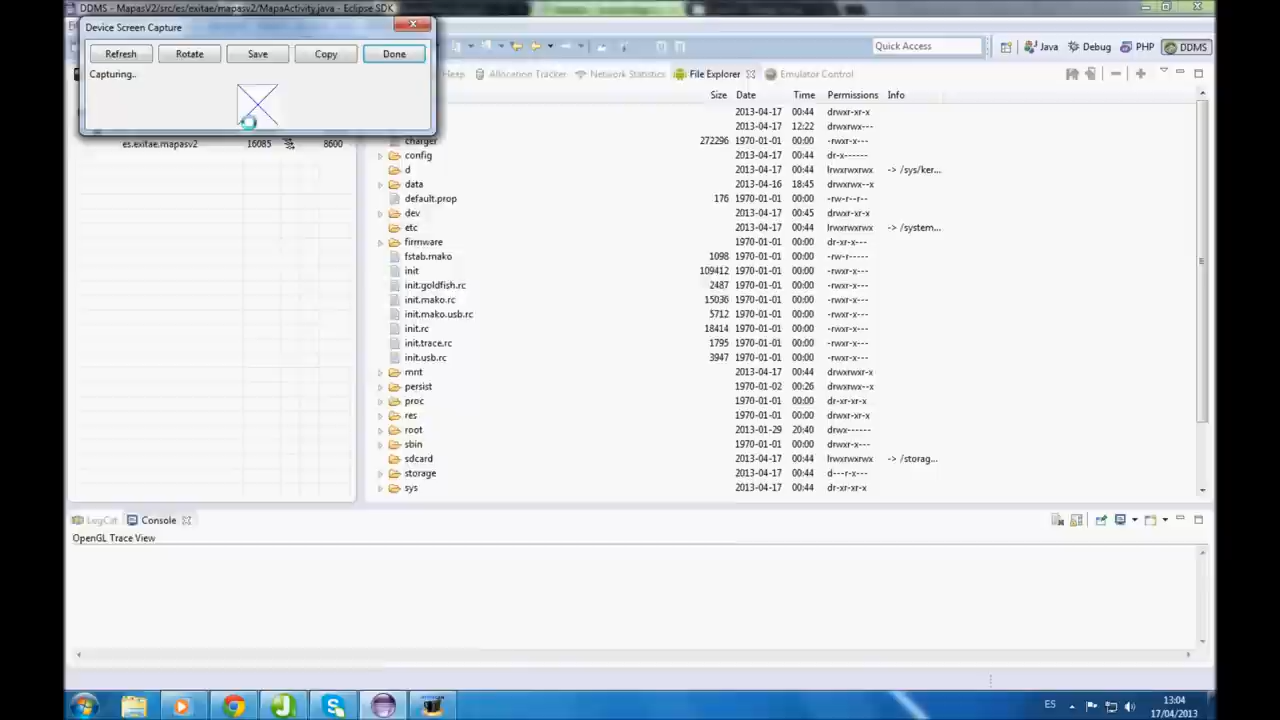 DDMS - MapasV2/src/es/exitae/mapasv2/MapaActivity.java - Eclipse SDK
Device Screen Capture
Refresh Rotate Save Copy Done
Capturing..
Quick Access Java Debug PHP DDMS
Heap Allocation Tracker Network Statistics File Explorer Emulator Control
Size Date Time Permissions Info
2013-04-17 00:44 drwxr-xr-x
2013-04-17 12:22 drwxrwx---
charger 272296 1970-01-01 00:00 -rwxr-x---
es.exitae.mapasv2 16085 8600
config 2013-04-17 00:44 dr-x------
d 2013-04-17 00:44 lrwxrwxrwx -> /sys/ker...
data 2013-04-16 18:45 drwxrwx--x
default.prop 176 1970-01-01 00:00 -rw-r--r--
dev 2013-04-17 00:45 drwxr-xr-x
etc 2013-04-17 00:44 lrwxrwxrwx -> /system...
firmware 1970-01-01 00:00 dr-xr-x---
fstab.mako 1098 1970-01-01 00:00 -rw-r-----
init 109412 1970-01-01 00:00 -rwxr-x---
init.goldfish.rc 2487 1970-01-01 00:00 -rwxr-x---
init.mako.rc 15036 1970-01-01 00:00 -rwxr-x---
init.mako.usb.rc 5712 1970-01-01 00:00 -rwxr-x---
init.rc 18414 1970-01-01 00:00 -rwxr-x---
init.trace.rc 1795 1970-01-01 00:00 -rwxr-x---
init.usb.rc 3947 1970-01-01 00:00 -rwxr-x---
mnt 2013-04-17 00:44 drwxrwxr-x
persist 1970-01-02 00:26 drwxrwx--x
proc 1970-01-01 00:00 dr-xr-xr-x
res 1970-01-01 00:00 drwxr-xr-x
root 2013-01-29 20:40 drwx------
sbin 1970-01-01 00:00 drwxr-x---
sdcard 2013-04-17 00:44 lrwxrwxrwx -> /storag...
storage 2013-04-17 00:44 d---r-x---
sys 2013-04-17 00:44 dr-xr-xr-x
LogCat Console
OpenGL Trace View
ES 13:04
17/04/2013